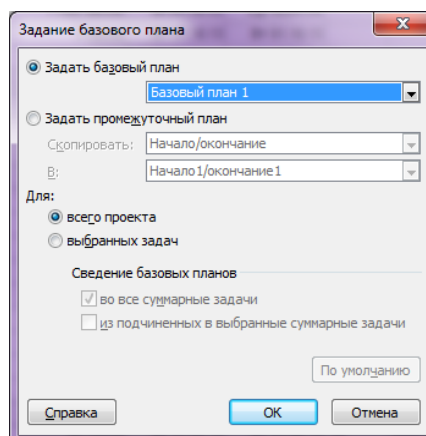 Задание базового плана
Задать базовый план
Базовый план 1
Задать промежуточный план
Скопировать: Начало/окончание
В: Начало1/окончание1
Для:
всего проекта
выбранных задач
Сведение базовых планов
во все суммарные задачи
из подчиненных в выбранные суммарные задачи
По умолчанию
Справка ОК Отмена